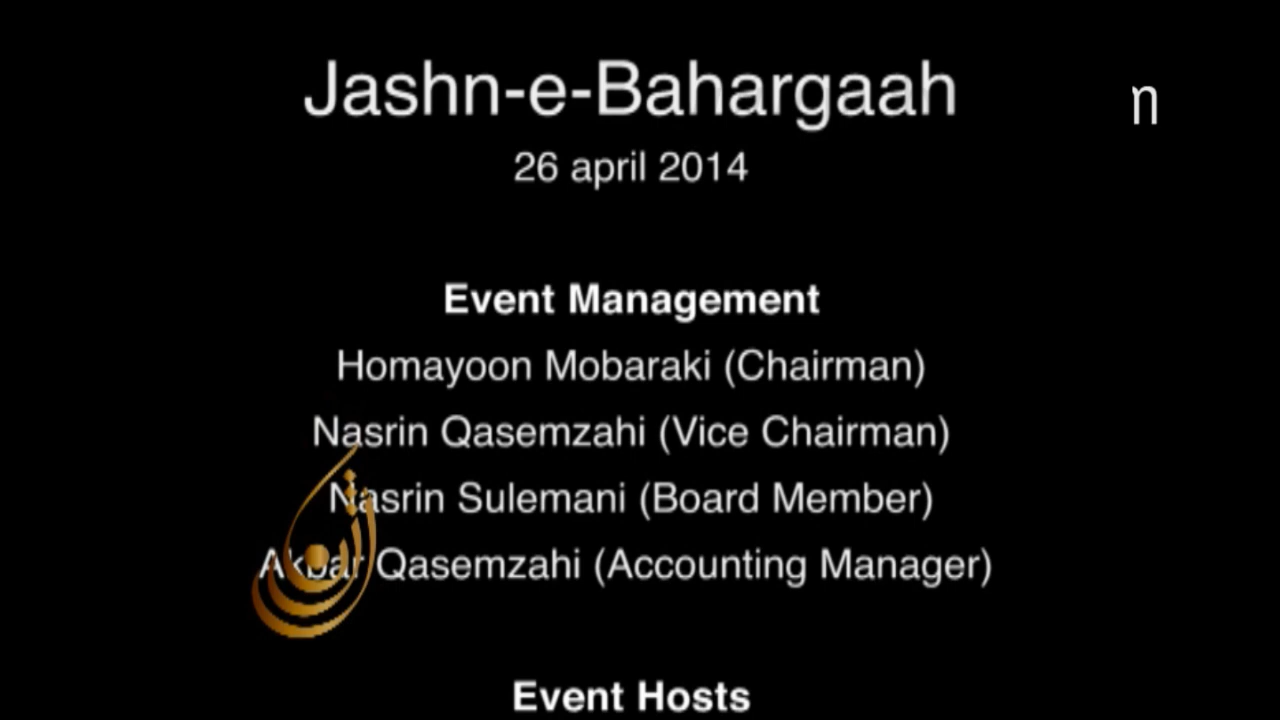 Jashn-e-Bahargaah
n
26 april 2014
Event Management
Homayoon Mobaraki (Chairman)
Nasrin Qasemzahi (Vice Chairman)
Nasrin Sulemani (Board Member)
Akbar Qasemzahi (Accounting Manager)
Event Hosts